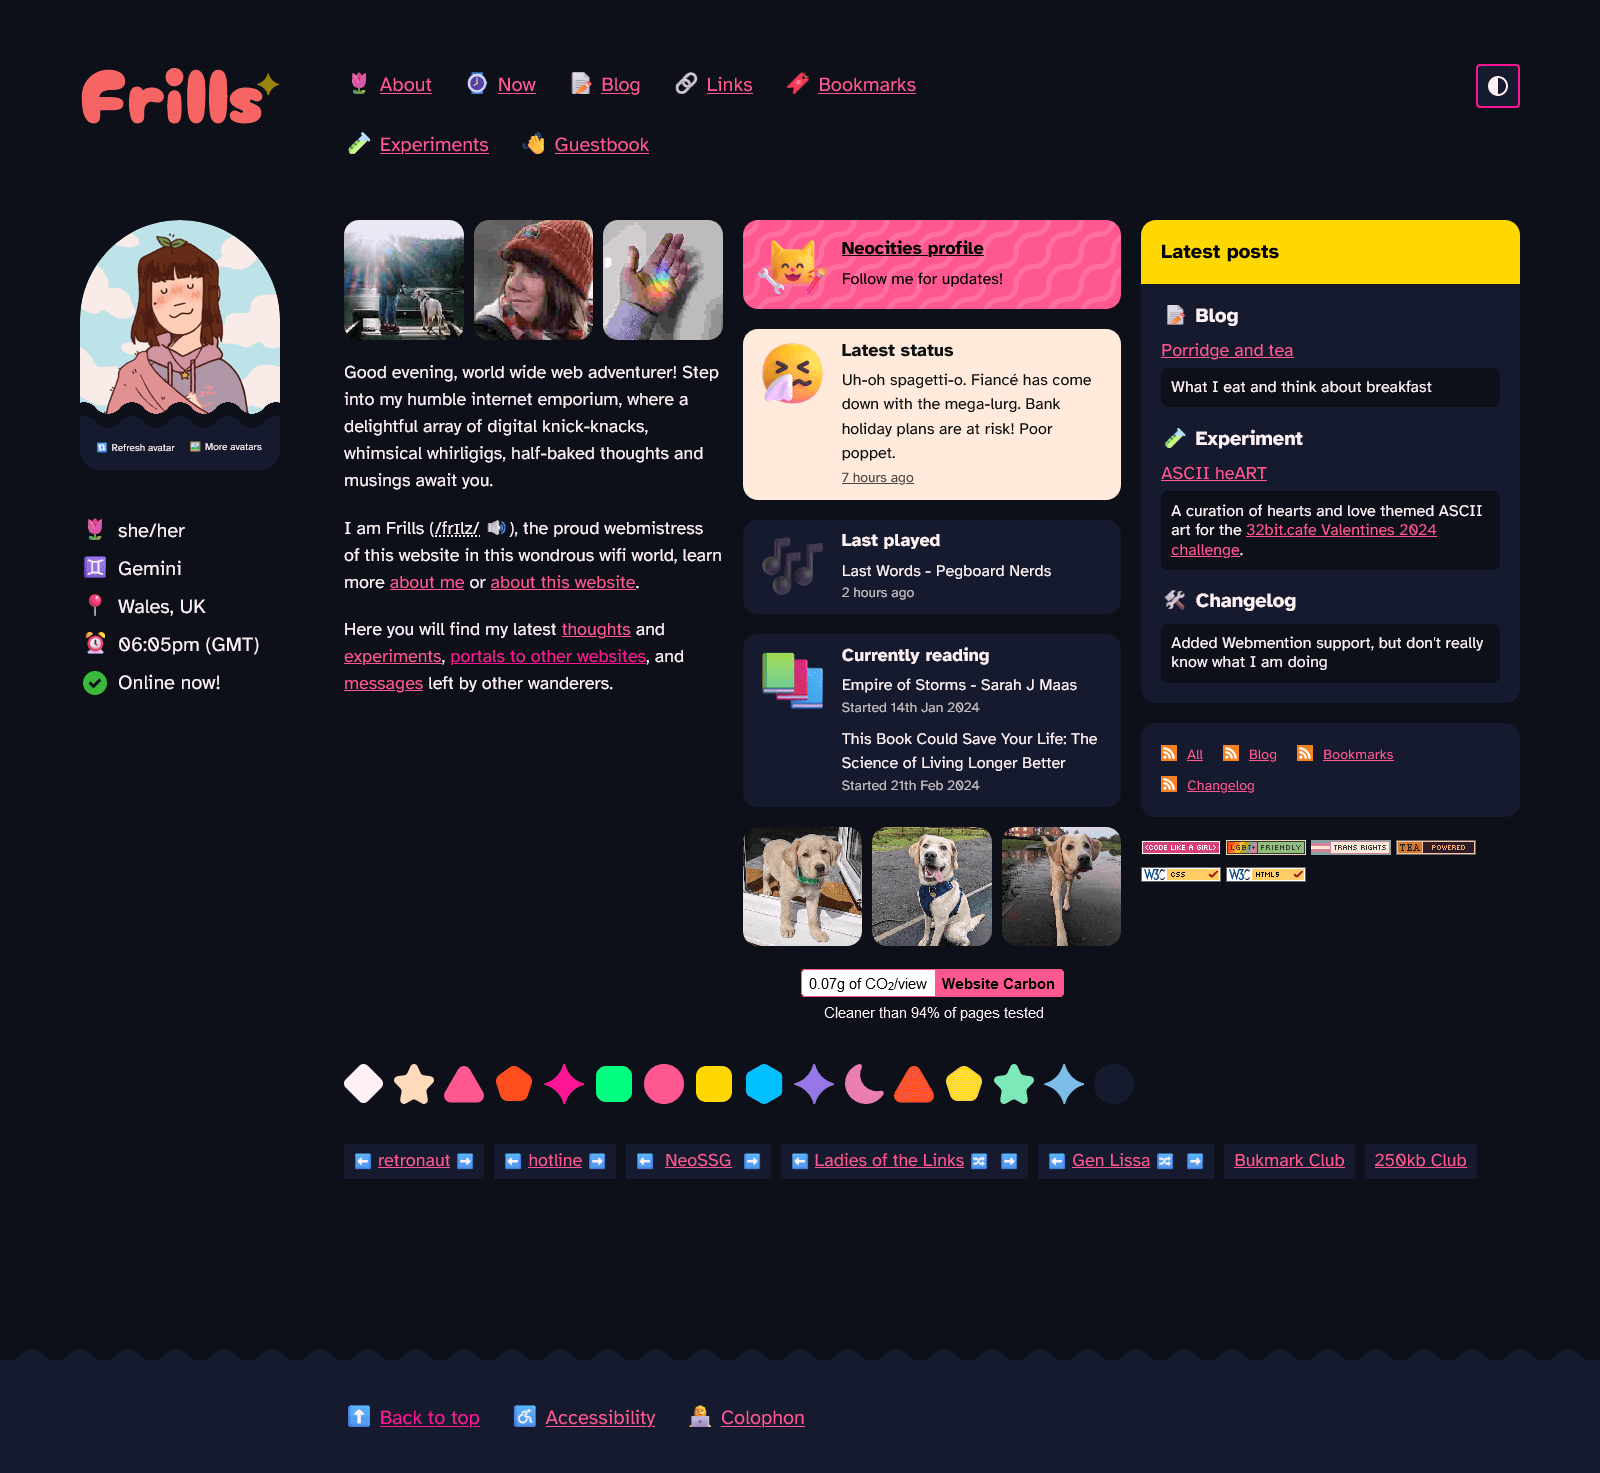 Frills
About
Now
Blog
Links
Bookmarks
Experiments
Guestbook
Refresh avatar
More avatars
she/her
Gemini
Wales, UK
06:05pm (GMT)
Online now!
Good evening, world wide web adventurer! Step
into my humble internet emporium, where a
delightful array of digital knick-knacks,
whimsical whirligigs, half-baked thoughts and
musings await you.
I am Frills (/frɪlz/ 🔊), the proud webmistress
of this website in this wondrous wifi world, learn
more about me or about this website.
Here you will find my latest thoughts and
experiments, portals to other websites, and
messages left by other wanderers.
Neocities profile
Follow me for updates!
Latest status
Uh-oh spagetti-o. Fiancé has come
down with the mega-lurg. Bank
holiday plans are at risk! Poor
poppet.
7 hours ago
Last played
Last Words - Pegboard Nerds
2 hours ago
Currently reading
Empire of Storms - Sarah J Maas
Started 14th Jan 2024
This Book Could Save Your Life: The
Science of Living Longer Better
Started 21th Feb 2024
0.07g of CO₂/view Website Carbon
Cleaner than 94% of pages tested
Latest posts
Blog
Porridge and tea
What I eat and think about breakfast
Experiment
ASCII heART
A curation of hearts and love themed ASCII
art for the 32bit.cafe Valentines 2024
challenge.
Changelog
Added Webmention support, but don't really
know what I am doing
All
Blog
Bookmarks
Changelog
<CODE LIKE A GIRL>
LGBT+ FRIENDLY
TRANS RIGHTS
TEA POWERED
W3C CSS
W3C HTML5
retronaut
hotline
NeoSSG
Ladies of the Links
Gen Lissa
Bukmark Club
250kb Club
Back to top
Accessibility
Colophon